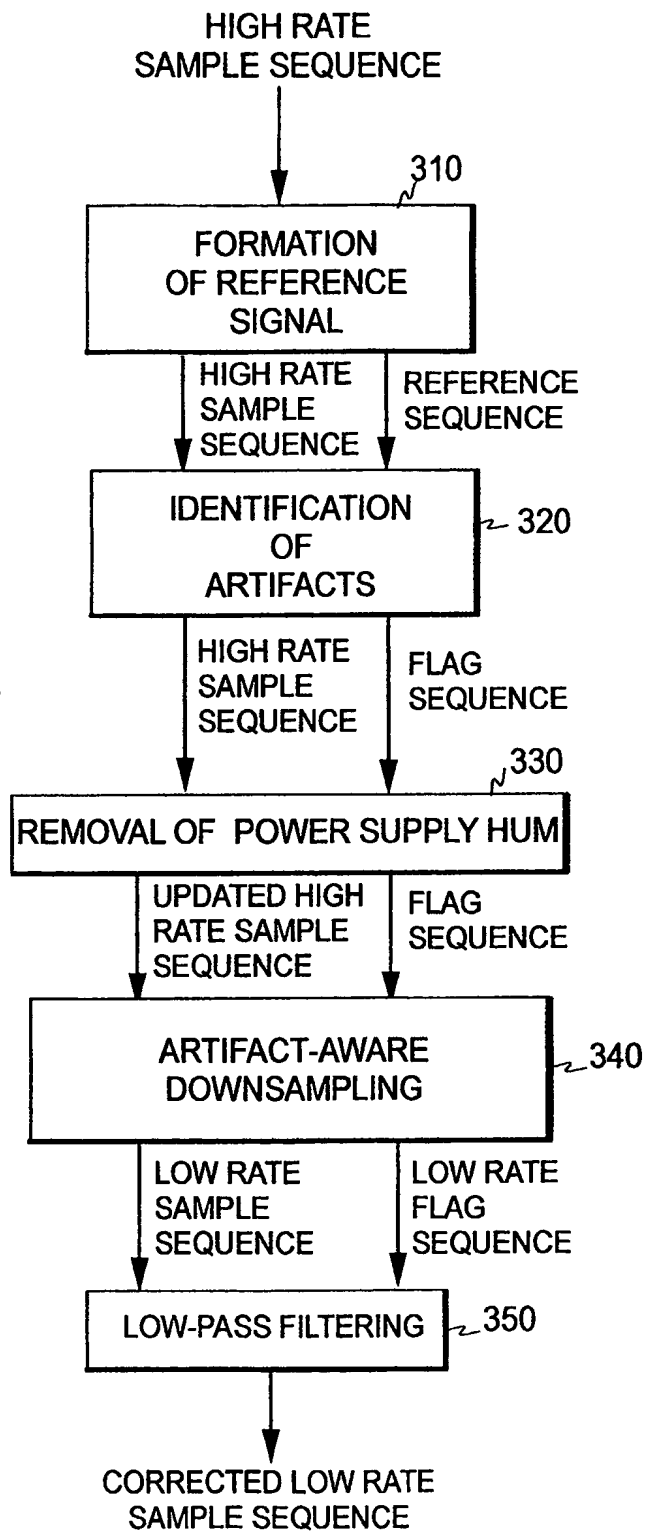 HIGH RATE
SAMPLE SEQUENCE
310
FORMATION
OF REFERENCE
SIGNAL
HIGH RATE
SAMPLE
SEQUENCE
REFERENCE
SEQUENCE
IDENTIFICATION
OF
ARTIFACTS
320
HIGH RATE
SAMPLE
SEQUENCE
FLAG
SEQUENCE
330
REMOVAL OF POWER SUPPLY HUM
UPDATED HIGH
RATE SAMPLE
SEQUENCE
FLAG
SEQUENCE
ARTIFACT-AWARE
DOWNSAMPLING
340
LOW RATE
SAMPLE
SEQUENCE
LOW RATE
FLAG
SEQUENCE
LOW-PASS FILTERING
350
CORRECTED LOW RATE
SAMPLE SEQUENCE